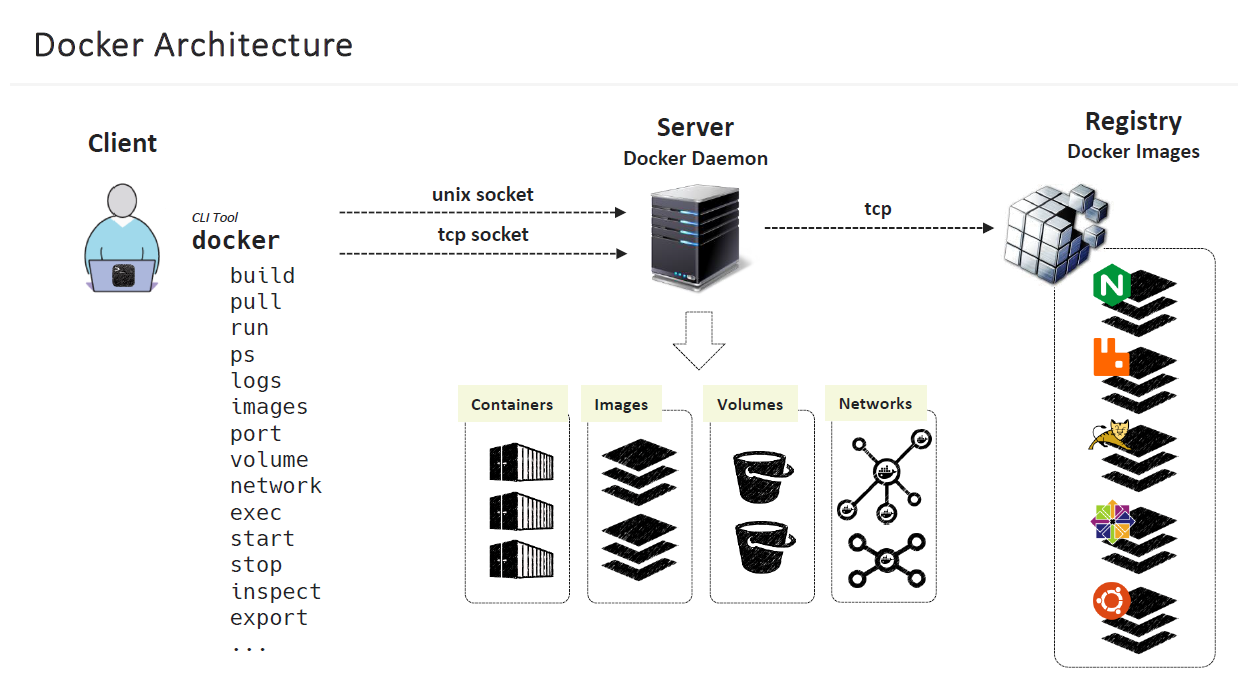 Docker Architecture
Client
CLI Tool
docker
build
pull
run
ps
logs
images
port
volume
network
exec
start
stop
inspect
export
...
unix socket
tcp socket
Server
Docker Daemon
tcp
Registry
Docker Images
Containers
Images
Volumes
Networks
N